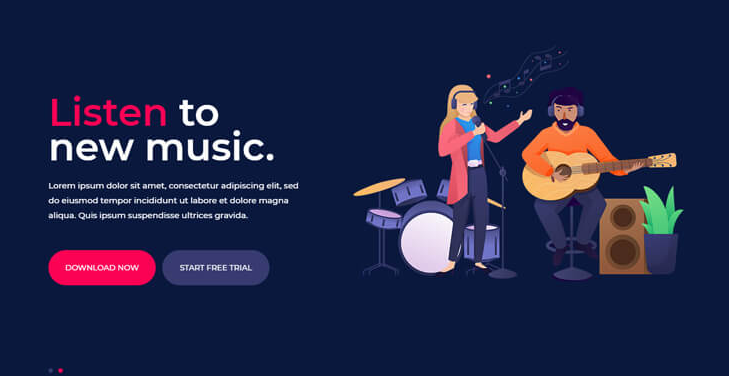 Listen to
new music.
Lorem ipsum dolor sit amet, consectetur adipiscing elit, sed
do eiusmod tempor incididunt ut labore et dolore magna
aliqua. Quis ipsum suspendisse ultrices gravida.
DOWNLOAD NOW
START FREE TRIAL